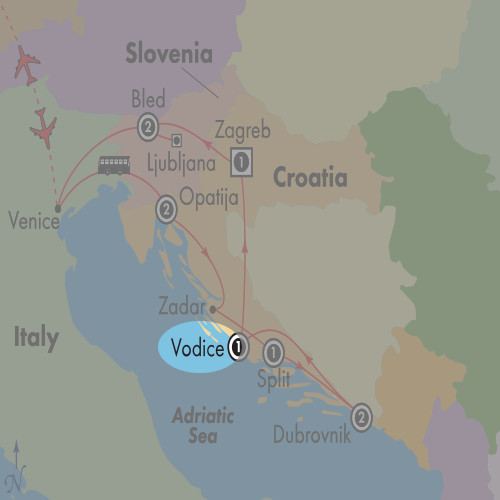 Slovenia
Bled
2
Zagreb
1
Ljubljana
Croatia
Opatija
2
Venice
Zadar
Italy
Vodice
1
1
Split
Adriatic
Sea
Dubrovnik
2
N